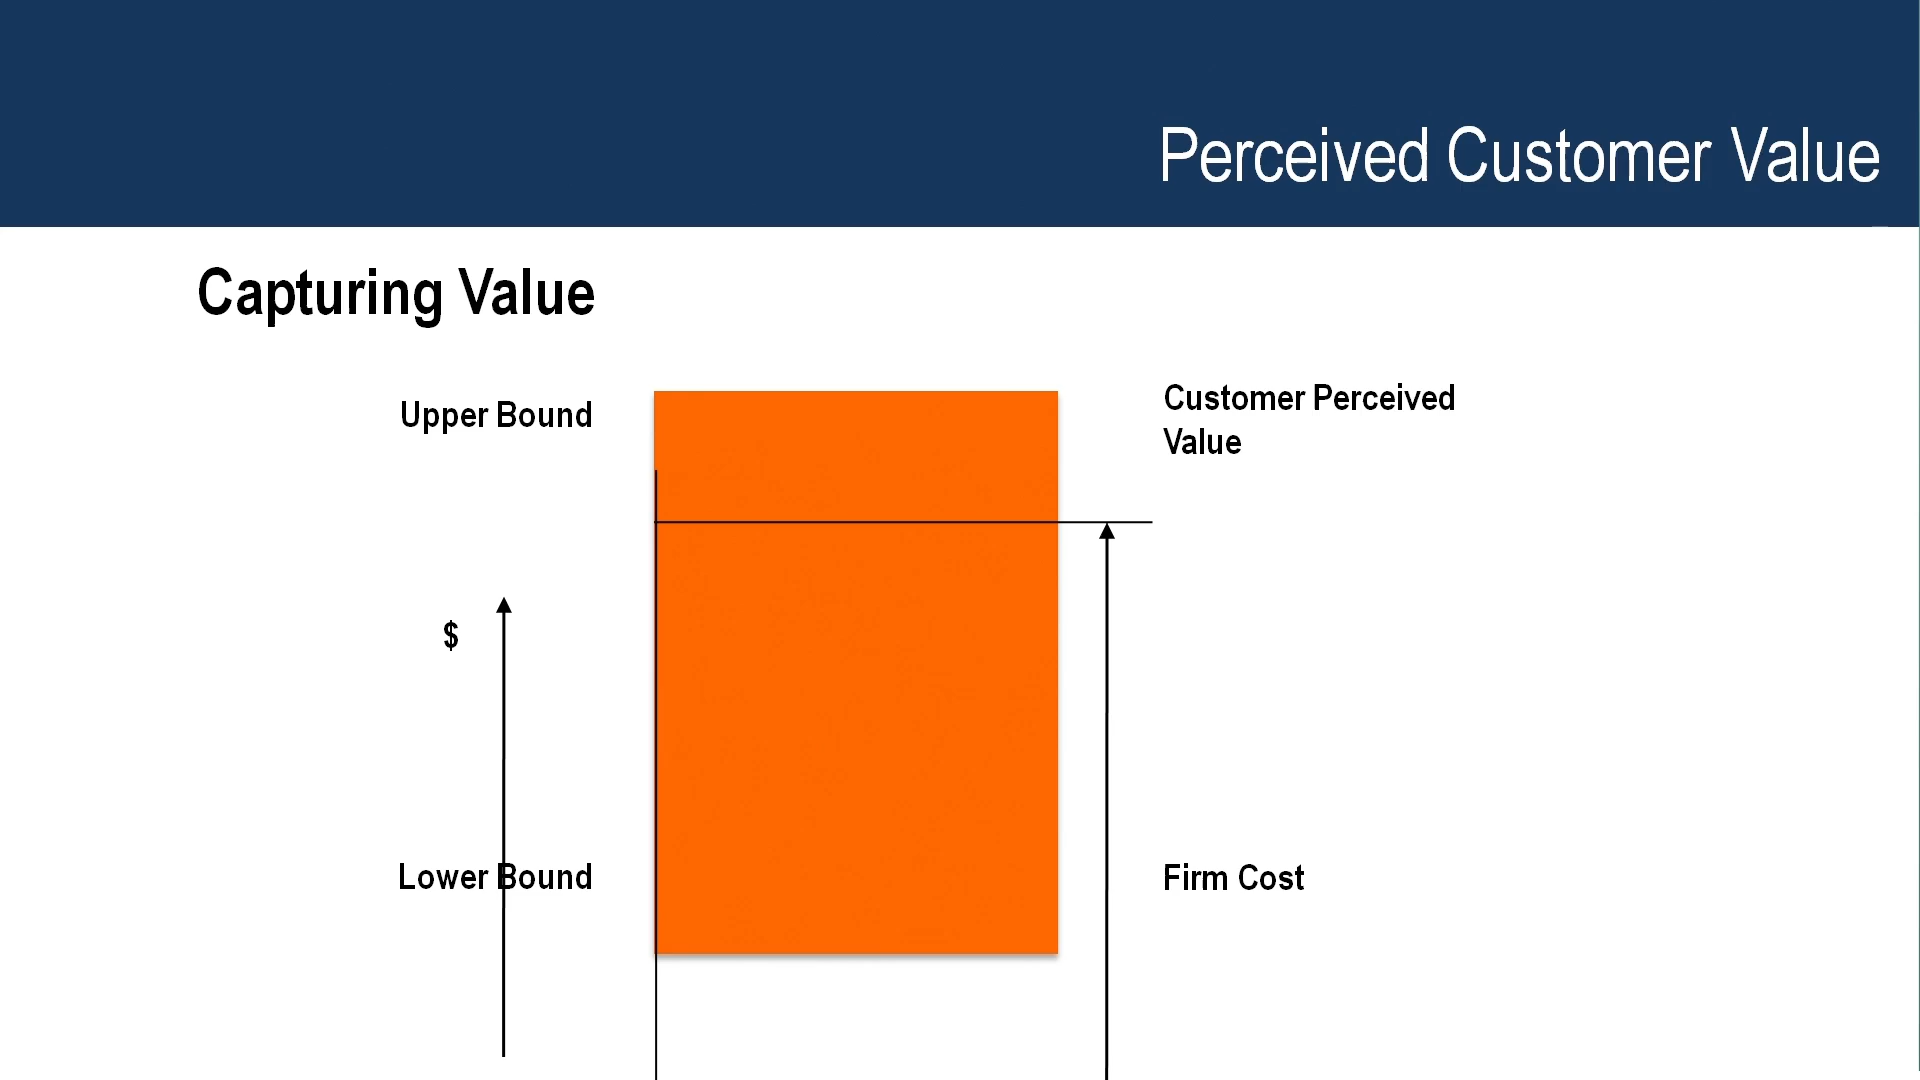 Perceived Customer Value
Capturing Value
Upper Bound
Customer Perceived
Value
$
Lower Bound
Firm Cost